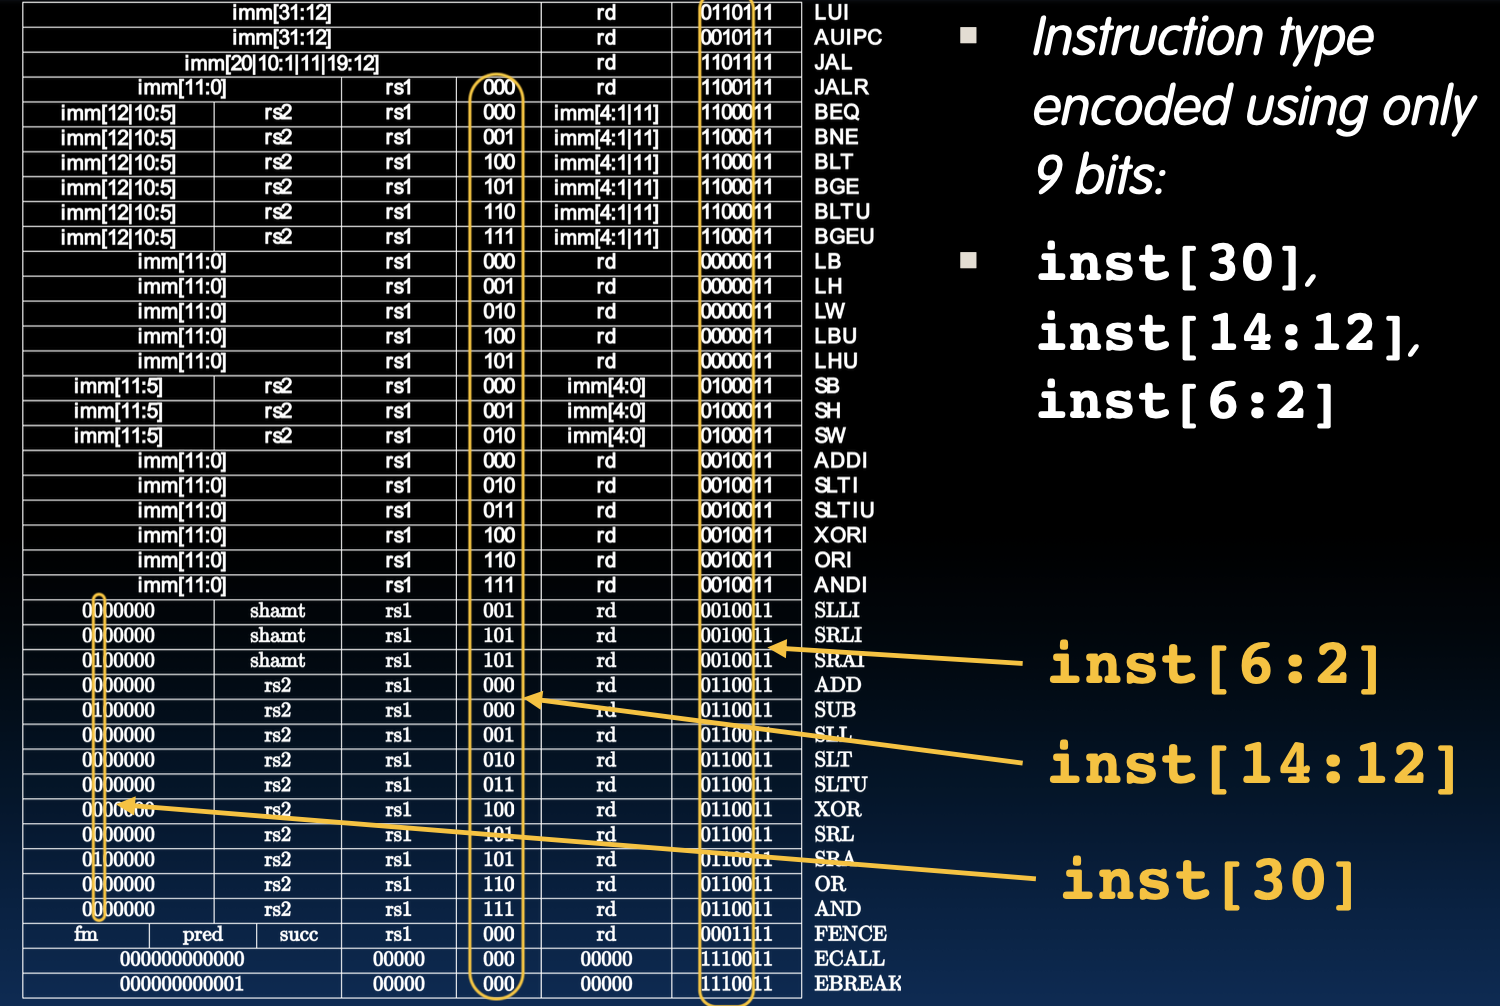 imm[31:12] rd 0110111 LUI
imm[31:12] rd 0010111 AUIPC
imm[20|10:1|11|19:12] rd 1101111 JAL
imm[11:0] rs1 000 rd 1100111 JALR
imm[12|10:5] rs2 rs1 000 imm[4:1|11] 1100011 BEQ
imm[12|10:5] rs2 rs1 001 imm[4:1|11] 1100011 BNE
imm[12|10:5] rs2 rs1 100 imm[4:1|11] 1100011 BLT
imm[12|10:5] rs2 rs1 101 imm[4:1|11] 1100011 BGE
imm[12|10:5] rs2 rs1 110 imm[4:1|11] 1100011 BLTU
imm[12|10:5] rs2 rs1 111 imm[4:1|11] 1100011 BGEU
imm[11:0] rs1 000 rd 0000011 LB
imm[11:0] rs1 001 rd 0000011 LH
imm[11:0] rs1 010 rd 0000011 LW
imm[11:0] rs1 100 rd 0000011 LBU
imm[11:0] rs1 101 rd 0000011 LHU
imm[11:5] rs2 rs1 000 imm[4:0] 0100011 SB
imm[11:5] rs2 rs1 001 imm[4:0] 0100011 SH
imm[11:5] rs2 rs1 010 imm[4:0] 0100011 SW
imm[11:0] rs1 000 rd 0010011 ADDI
imm[11:0] rs1 010 rd 0010011 SLTI
imm[11:0] rs1 011 rd 0010011 SLTIU
imm[11:0] rs1 100 rd 0010011 XORI
imm[11:0] rs1 110 rd 0010011 ORI
imm[11:0] rs1 111 rd 0010011 ANDI
0000000 shamt rs1 001 rd 0010011 SLLI
0000000 shamt rs1 101 rd 0010011 SRLI
0100000 shamt rs1 101 rd 0010011 SRAI
0000000 rs2 rs1 000 rd 0110011 ADD
0100000 rs2 rs1 000 rd 0110011 SUB
0000000 rs2 rs1 001 rd 0110011 SLL
0000000 rs2 rs1 010 rd 0110011 SLT
0000000 rs2 rs1 011 rd 0110011 SLTU
0000000 rs2 rs1 100 rd 0110011 XOR
0000000 rs2 rs1 101 rd 0110011 SRL
0100000 rs2 rs1 101 rd 0110011 SRA
0000000 rs2 rs1 110 rd 0110011 OR
0000000 rs2 rs1 111 rd 0110011 AND
fm pred succ rs1 000 rd 0001111 FENCE
000000000000 00000 000 00000 1110011 ECALL
000000000001 00000 000 00000 1110011 EBREAK
Instruction type
encoded using only
9 bits:
inst[30],
inst[14:12],
inst[6:2]
inst[6:2]
inst[14:12]
inst[30]